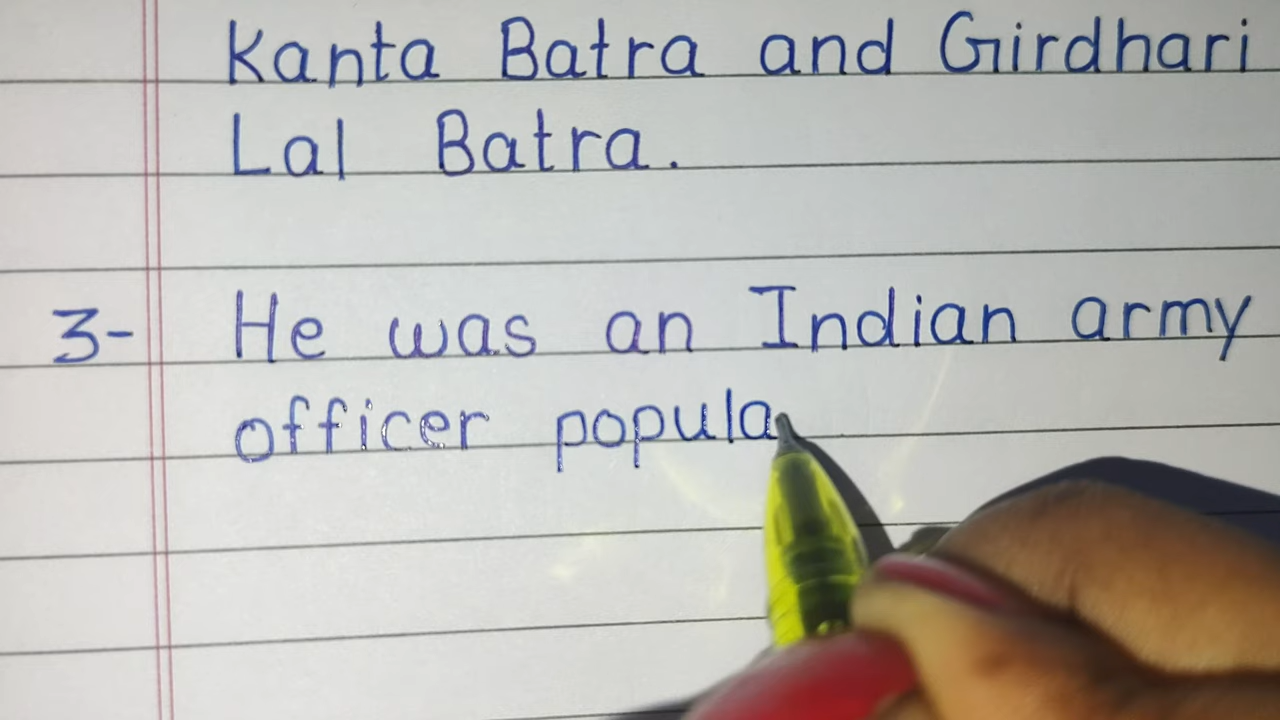 Kanta Batra and Girdhari
Lal Batra.
3- He was an Indian army
officer popula